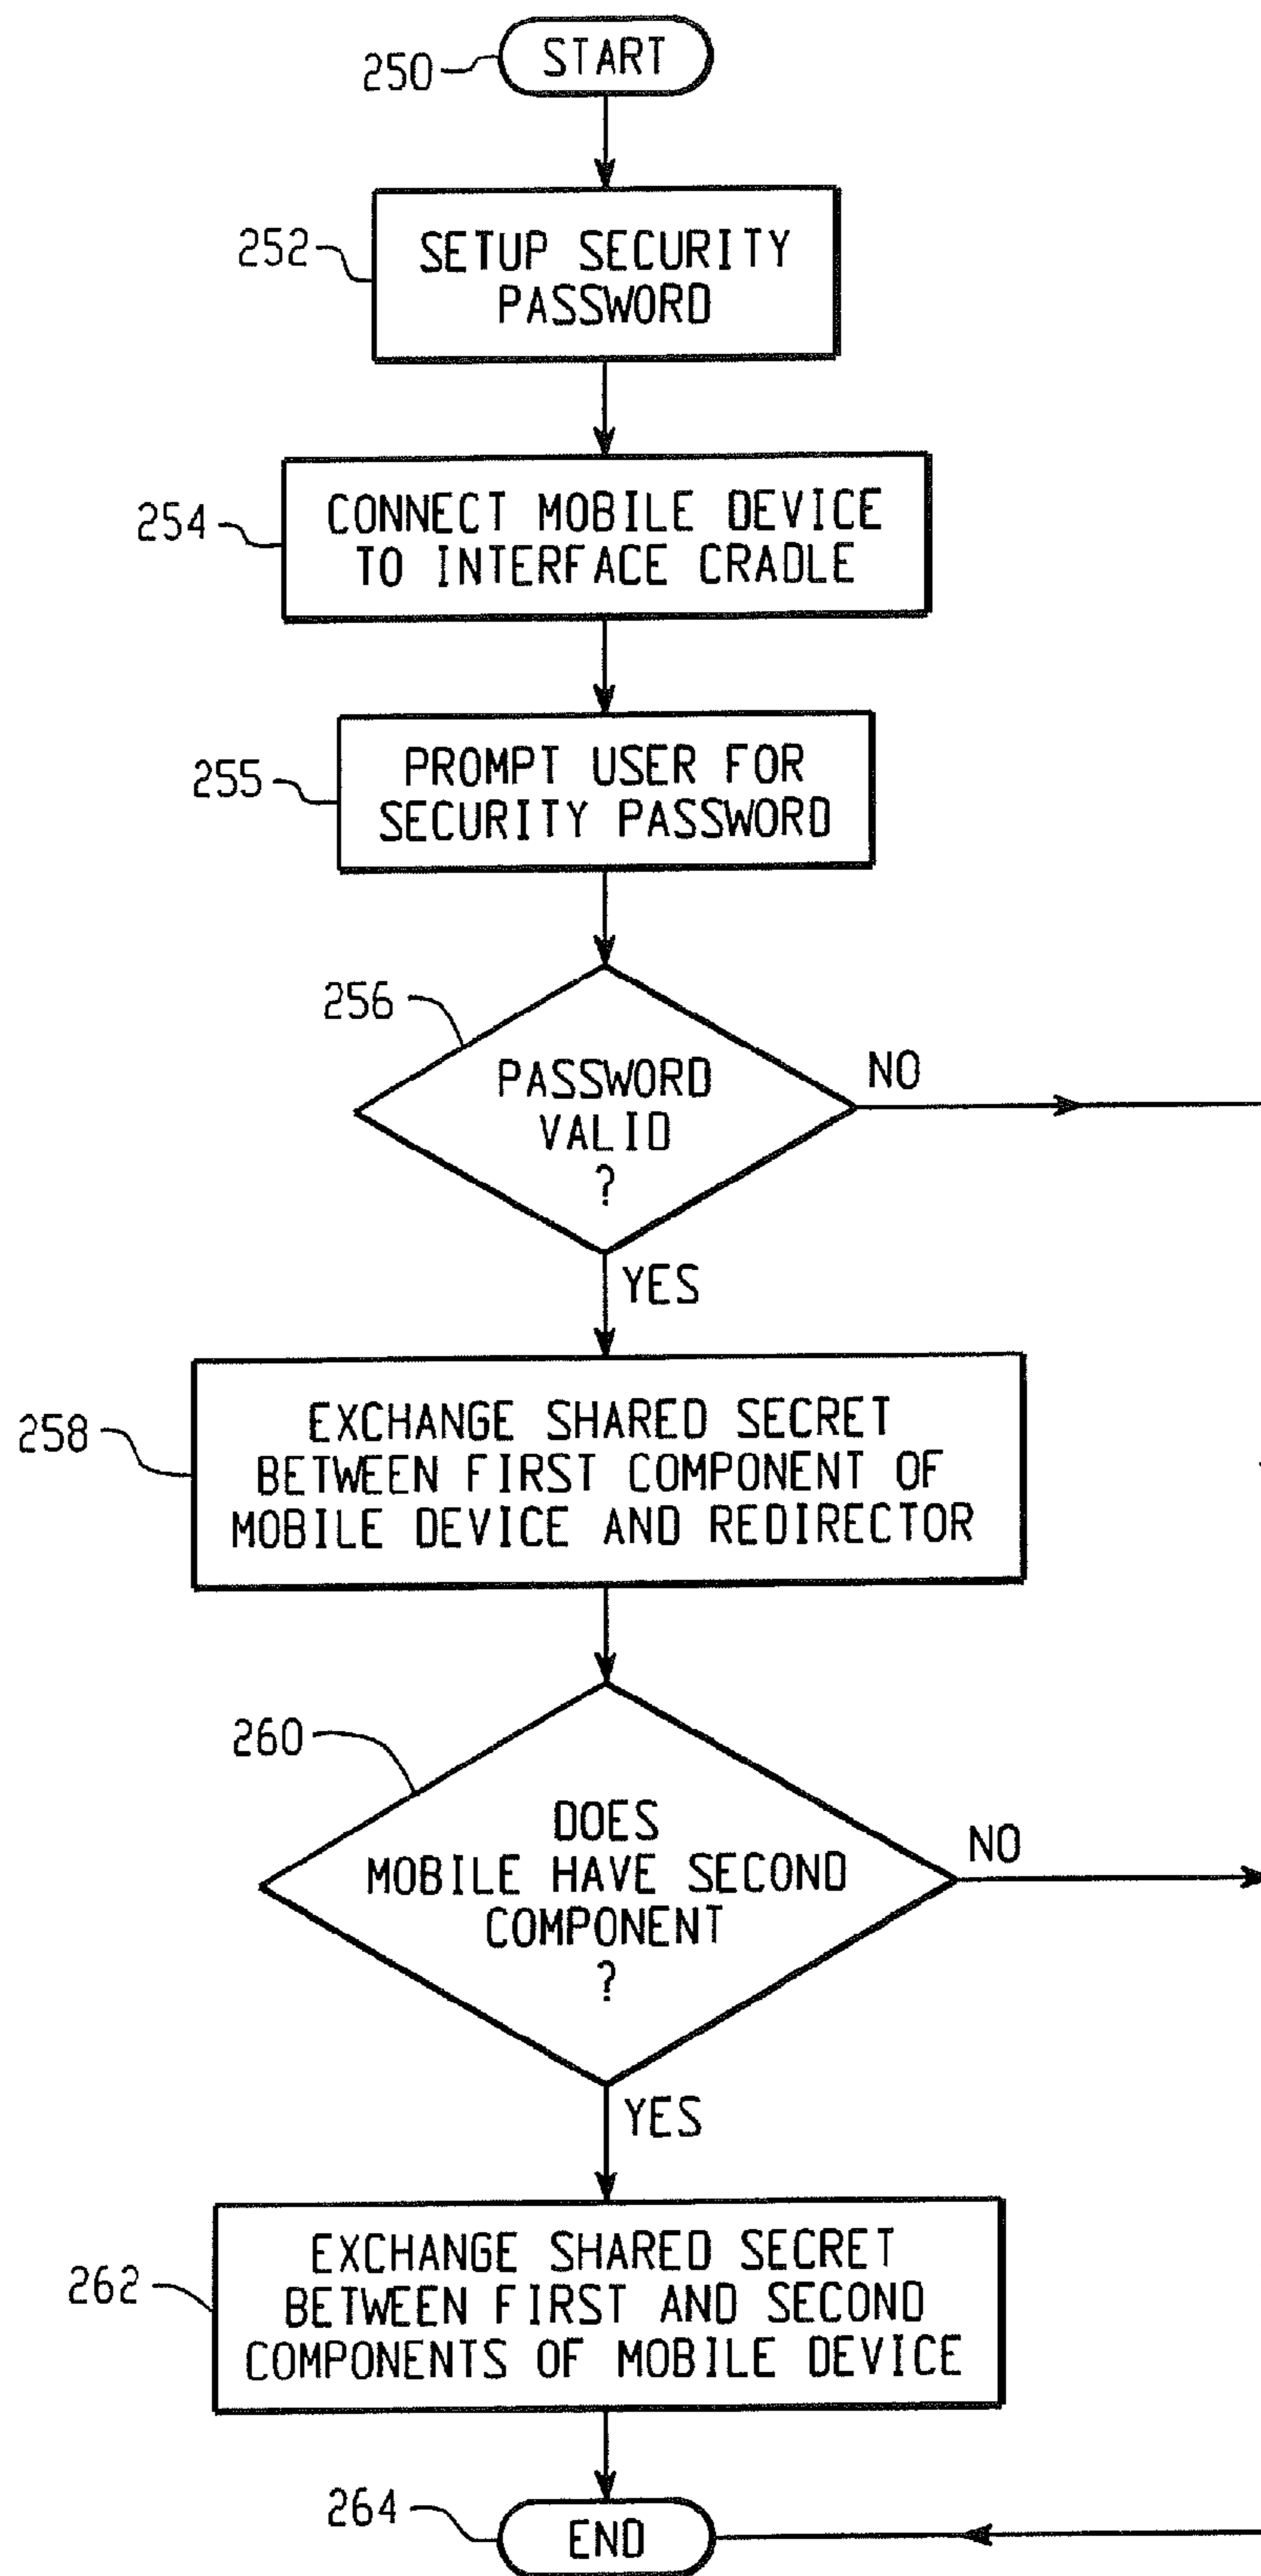 250
START
252
SETUP SECURITY
PASSWORD
254
CONNECT MOBILE DEVICE
TO INTERFACE CRADLE
255
PROMPT USER FOR
SECURITY PASSWORD
256
PASSWORD
VALID
?
NO
YES
258
EXCHANGE SHARED SECRET
BETWEEN FIRST COMPONENT OF
MOBILE DEVICE AND REDIRECTOR
260
DOES
MOBILE HAVE SECOND
COMPONENT
?
NO
YES
262
EXCHANGE SHARED SECRET
BETWEEN FIRST AND SECOND
COMPONENTS OF MOBILE DEVICE
264
END